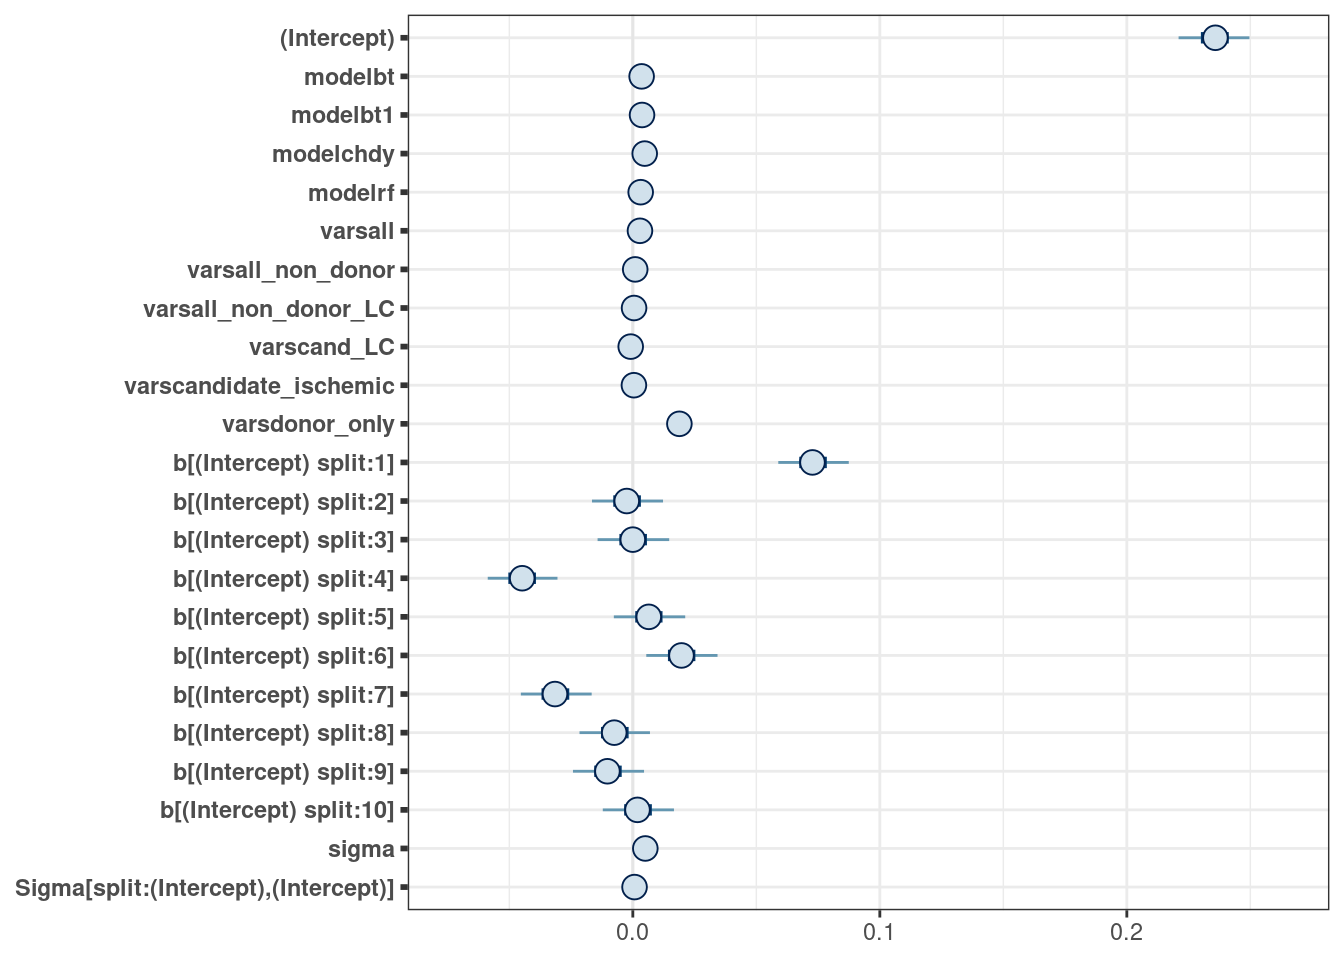 (Intercept)
modelbt
modelbt1
modelchdy
modelrf
varsall
varsall_non_donor
varsall_non_donor_LC
varscand_LC
varscandidate_ischemic
varsdonor_only
b[(Intercept) split:1]
b[(Intercept) split:2]
b[(Intercept) split:3]
b[(Intercept) split:4]
b[(Intercept) split:5]
b[(Intercept) split:6]
b[(Intercept) split:7]
b[(Intercept) split:8]
b[(Intercept) split:9]
b[(Intercept) split:10]
sigma
Sigma[split:(Intercept),(Intercept)]
0.0 0.1 0.2